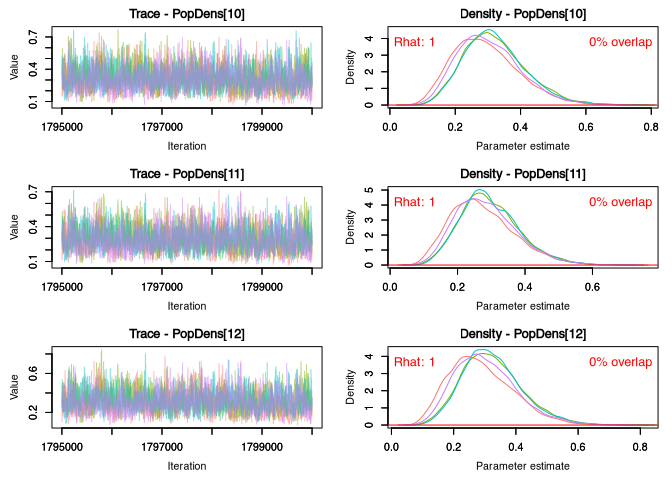 Trace - PopDens[10]
Value
0.7
0.4
0.1
1795000 1797000 1799000
Iteration
Density - PopDens[10]
Density
4
3
2
1
0
Rhat: 1 0% overlap
0.0 0.2 0.4 0.6 0.8
Parameter estimate
Trace - PopDens[11]
Value
0.7
0.4
0.1
1795000 1797000 1799000
Iteration
Density - PopDens[11]
Density
5
4
3
2
1
0
Rhat: 1 0% overlap
0.0 0.2 0.4 0.6
Parameter estimate
Trace - PopDens[12]
Value
0.6
0.2
1795000 1797000 1799000
Iteration
Density - PopDens[12]
Density
4
3
2
1
0
Rhat: 1 0% overlap
0.0 0.2 0.4 0.6 0.8
Parameter estimate